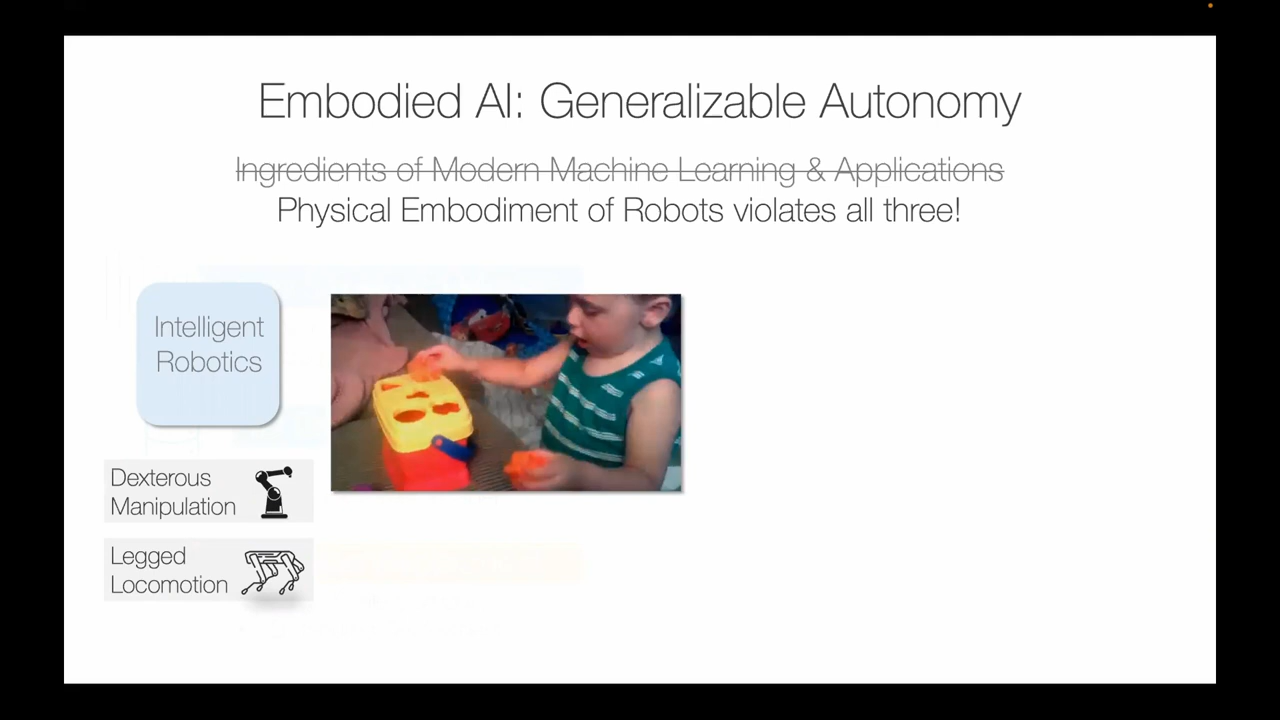 Embodied AI: Generalizable Autonomy
Ingredients of Modern Machine Learning & Applications
Physical Embodiment of Robots violates all three!
Intelligent
Robotics
Dexterous
Manipulation
Legged
Locomotion